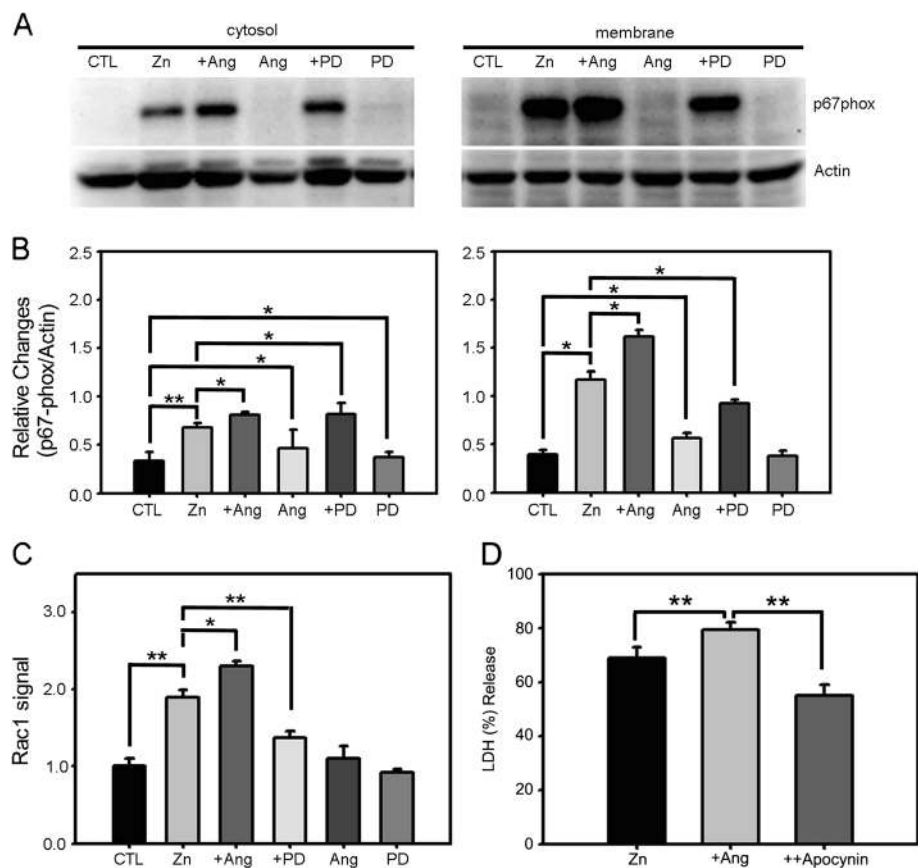 A
cytosol
membrane
CTL Zn +Ang Ang +PD PD
CTL Zn +Ang Ang +PD PD
p67phox
Actin
B
Relative Changes
(p67-phox/Actin)
2.5
2.0
1.5
1.0
0.5
0.0
** * * * *
CTL Zn +Ang Ang +PD PD
2.5
2.0
1.5
1.0
0.5
0.0
* * * *
CTL Zn +Ang Ang +PD PD
C
Rac1 signal
3.0
2.0
1.0
0.0
** * **
CTL Zn +Ang +PD Ang PD
D
LDH (%) Release
100
80
60
40
20
0
** **
Zn +Ang ++Apocynin